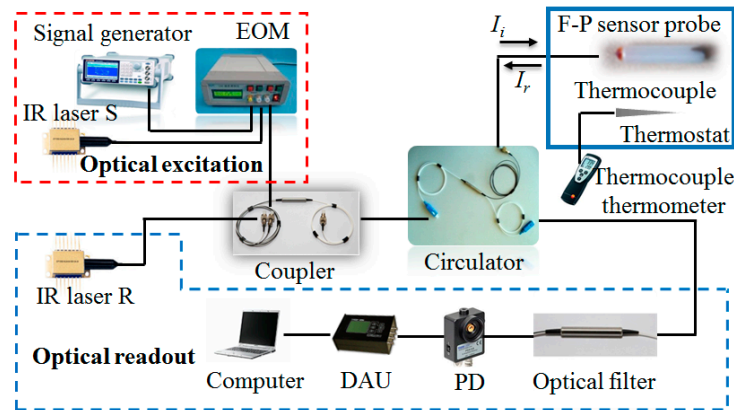 Signal generator
EOM
IR laser S
Optical excitation
I_i
I_r
F-P sensor probe
Thermocouple
Thermostat
Thermocouple
thermometer
Coupler
Circulator
IR laser R
Optical readout
Computer
DAU
PD
Optical filter